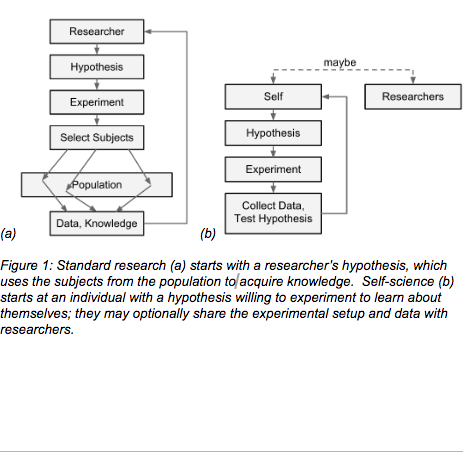 Researcher
Hypothesis
Experiment
Select Subjects
Population
Data, Knowledge
(a)
maybe
Self
Researchers
Hypothesis
Experiment
Collect Data,
Test Hypothesis
(b)
Figure 1: Standard research (a) starts with a researcher's hypothesis, which
uses the subjects from the population to acquire knowledge.  Self-science (b)
starts at an individual with a hypothesis willing to experiment to learn about
themselves; they may optionally share the experimental setup and data with
researchers.